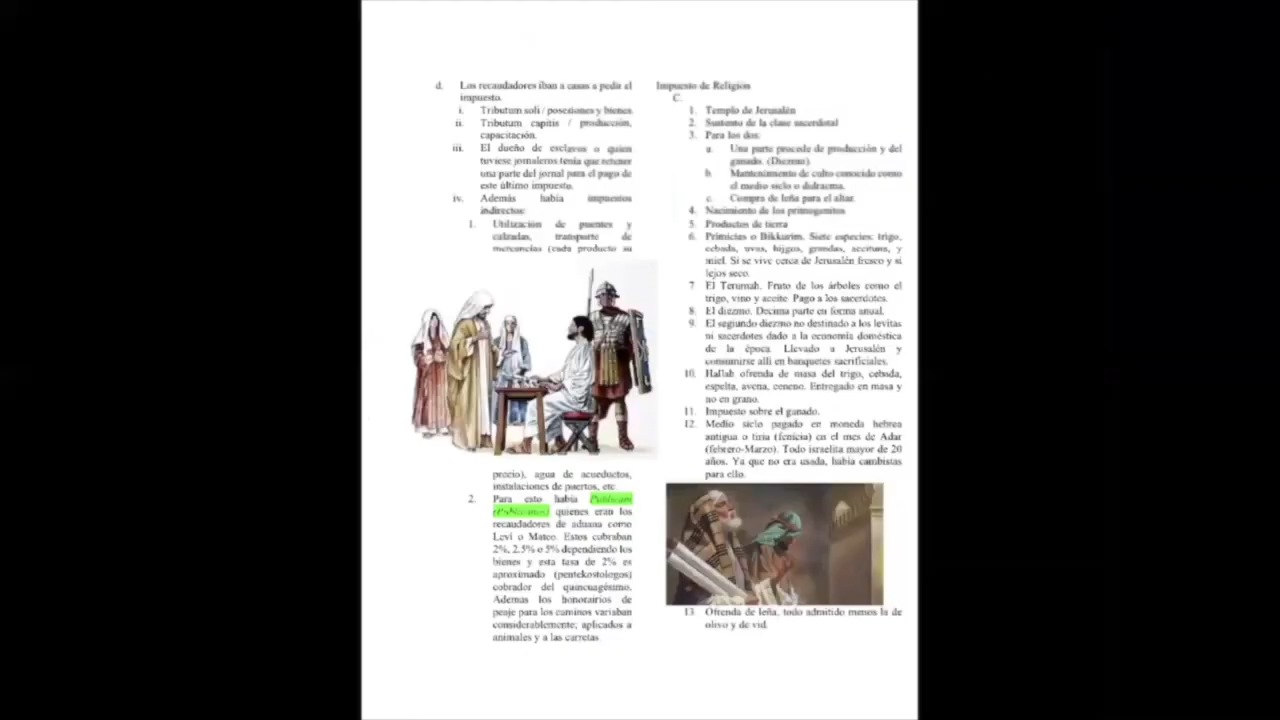 d. Los recaudadores iban a casas a pedir el
impuesto.
i. Tributum soli / posesiones y bienes.
ii. Tributum capitis / producción,
capacitación.
iii. El dueño de esclavos o quien
tuviese jornaleros tenía que retener
una parte del jornal para el pago de
este último impuesto.
iv. Además había impuestos
indirectos:
1. Utilización de puentes y
calzadas, transporte de
mercancías (cada producto su
precio), agua de acueductos,
instalaciones de puertos, etc.
2. Para esto había Publicani
(Publicanos) quienes eran los
recaudadores de aduana como
Leví o Mateo. Estos cobraban
2%, 2.5% o 5% dependiendo los
bienes y esta tasa de 2% es
aproximado (pentekostologos)
cobrador del quincuagésimo.
Ademas los honorairios de
peaje para los caminos variaban
considerablemente; aplicados a
animales y a las carretas
Impuesto de Religión
C.
1. Templo de Jerusalén
2. Sustento de la clase sacerdotal
3. Para los dos:
a. Una parte procede de producción y del
ganado. (Diezmo).
b. Mantenimiento de culto conocido como
el medio siclo o didracma.
c. Compra de leña para el altar.
4. Nacimiento de los primogenitos
5. Productos de tierra
6. Primicias o Bikkurim. Siete especies: trigo,
cebada, uvas, higos, grandas, aceituna, y
miel. Si se vive cerca de Jerusalén fresco y si
lejos seco.
7. El Terumah. Fruto de los árboles como el
trigo, vino y aceite. Pago a los sacerdotes.
8. El diezmo. Decima parte en forma anual.
9. El segundo diezmo no destinado a los levitas
ni sacerdotes dado a la economía doméstica
de la época. Llevado a Jerusalén y
consumirse allí en banquetes sacrificiales.
10. Hallah ofrenda de masa del trigo, cebada,
espelta, avena, ceneno. Entregado en masa y
no en grano.
11. Impuesto sobre el ganado.
12. Medio siclo pagado en moneda hebrea
antigua o tiria (fenicia) en el mes de Adar
(febrero-Marzo). Todo israelita mayor de 20
años. Ya que no era usada, había cambistas
para ello.
13. Ofrenda de leña, todo admitido menos la de
olivo y de vid.